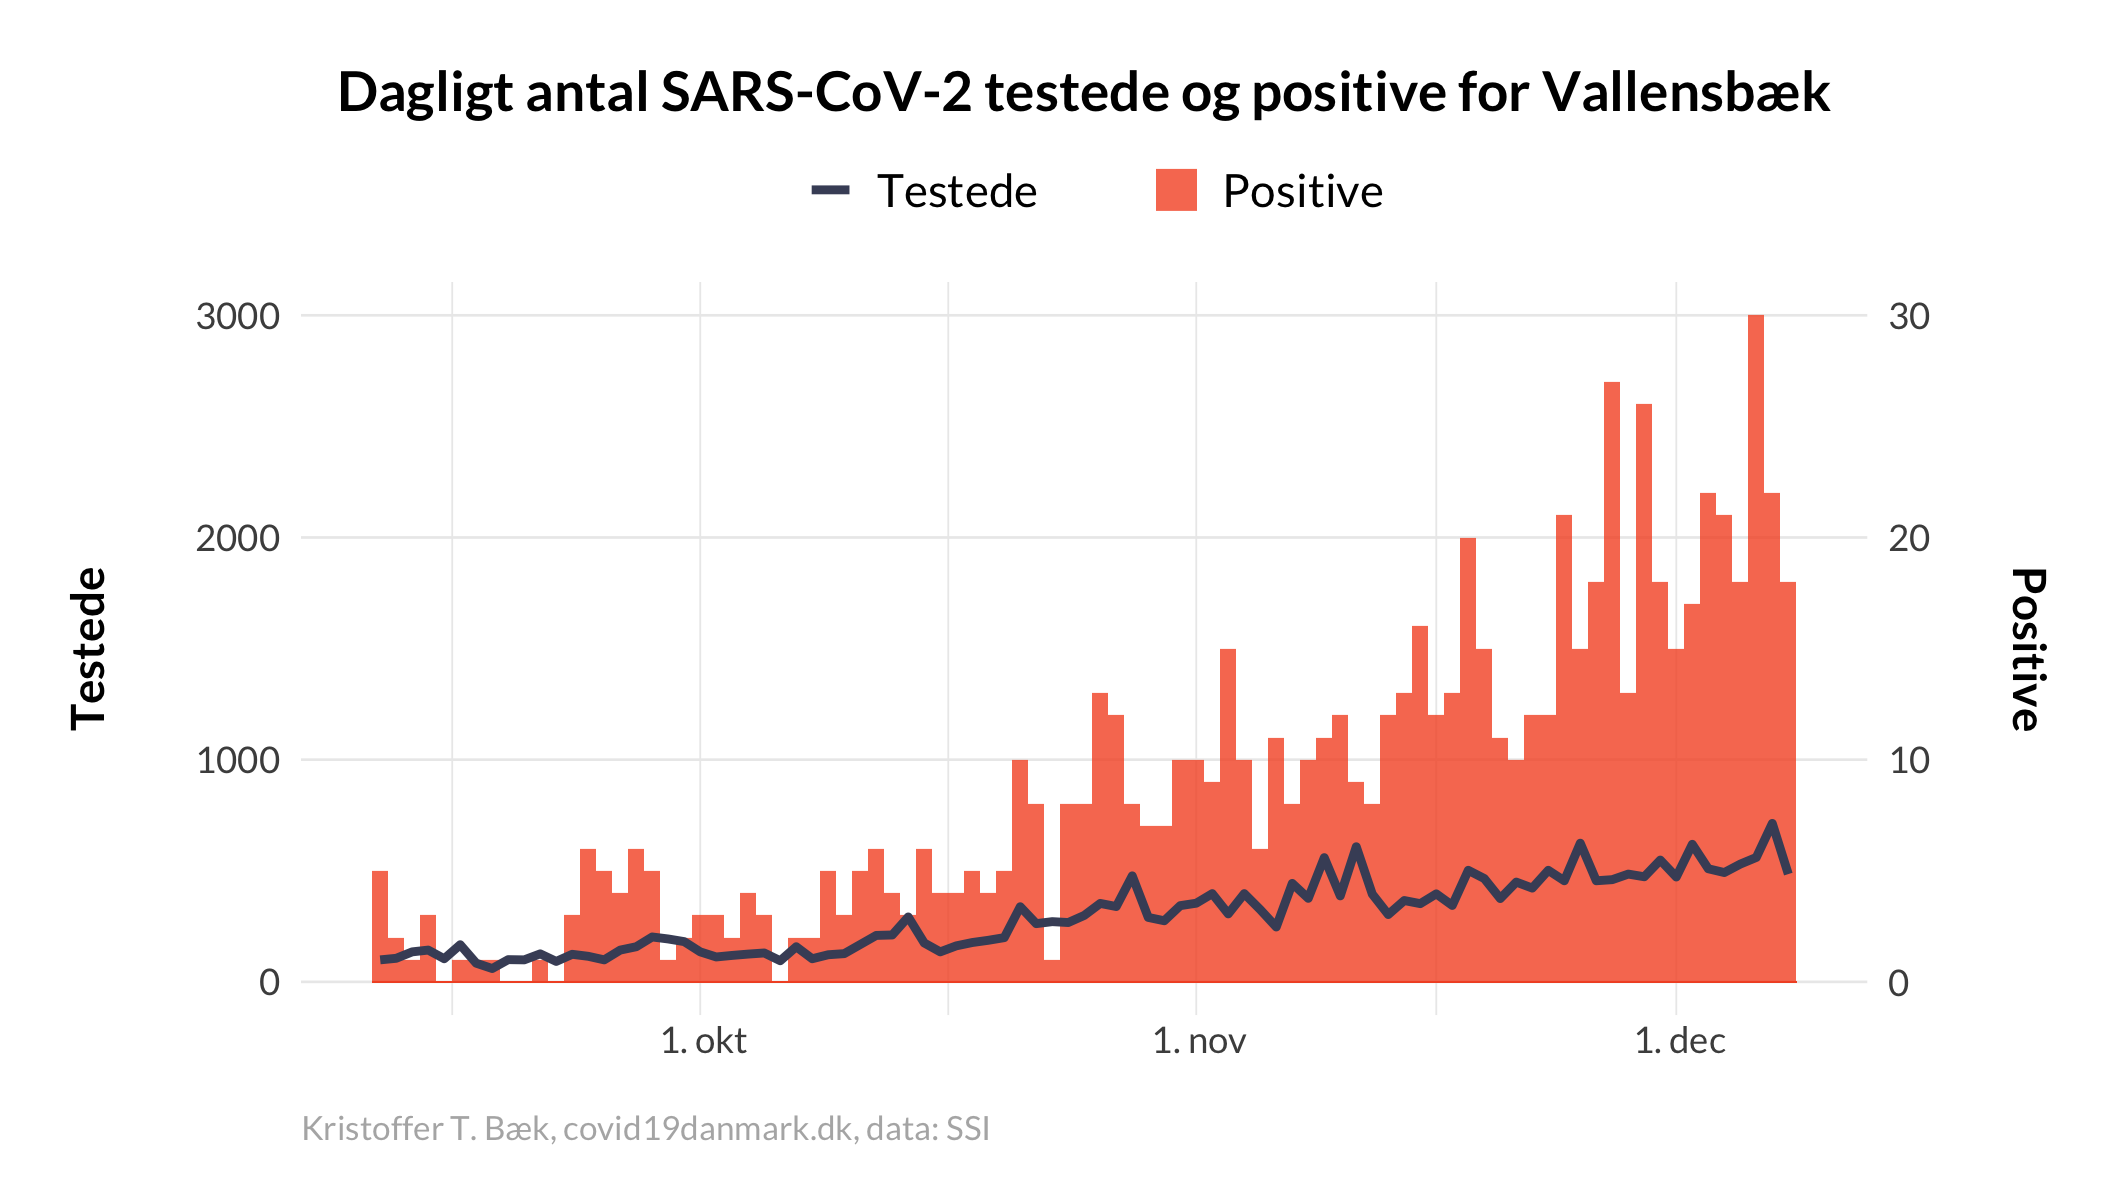 Dagligt antal SARS-CoV-2 testede og positive for Vallensbæk
Testede
Positive
3000
2000
1000
0
30
20
10
0
Testede
Positive
1. okt
1. nov
1. dec
Kristoffer T. Bæk, covid19danmark.dk, data: SSI